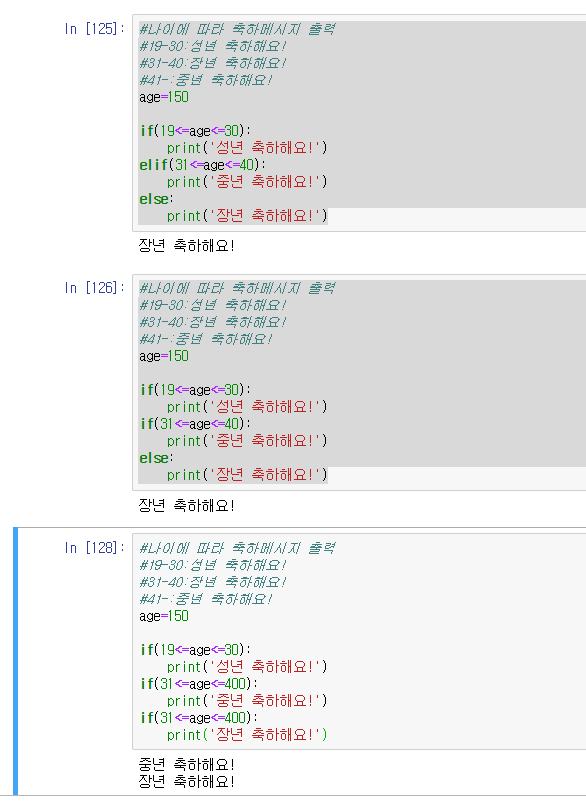 In [125]:
#나이에 따라 축하메시지 출력
#19-30:성년 축하해요!
#31-40:장년 축하해요!
#41-:중년 축하해요!
age=150
if(19<=age<=30):
print('성년 축하해요!')
elif(31<=age<=40):
print('중년 축하해요!')
else:
print('장년 축하해요!')
장년 축하해요!
In [126]:
#나이에 따라 축하메시지 출력
#19-30:성년 축하해요!
#31-40:장년 축하해요!
#41-:중년 축하해요!
age=150
if(19<=age<=30):
print('성년 축하해요!')
if(31<=age<=40):
print('중년 축하해요!')
else:
print('장년 축하해요!')
장년 축하해요!
In [128]:
#나이에 따라 축하메시지 출력
#19-30:성년 축하해요!
#31-40:장년 축하해요!
#41-:중년 축하해요!
age=150
if(19<=age<=30):
print('성년 축하해요!')
if(31<=age<=400):
print('중년 축하해요!')
if(31<=age<=400):
print('장년 축하해요!')
중년 축하해요!
장년 축하해요!